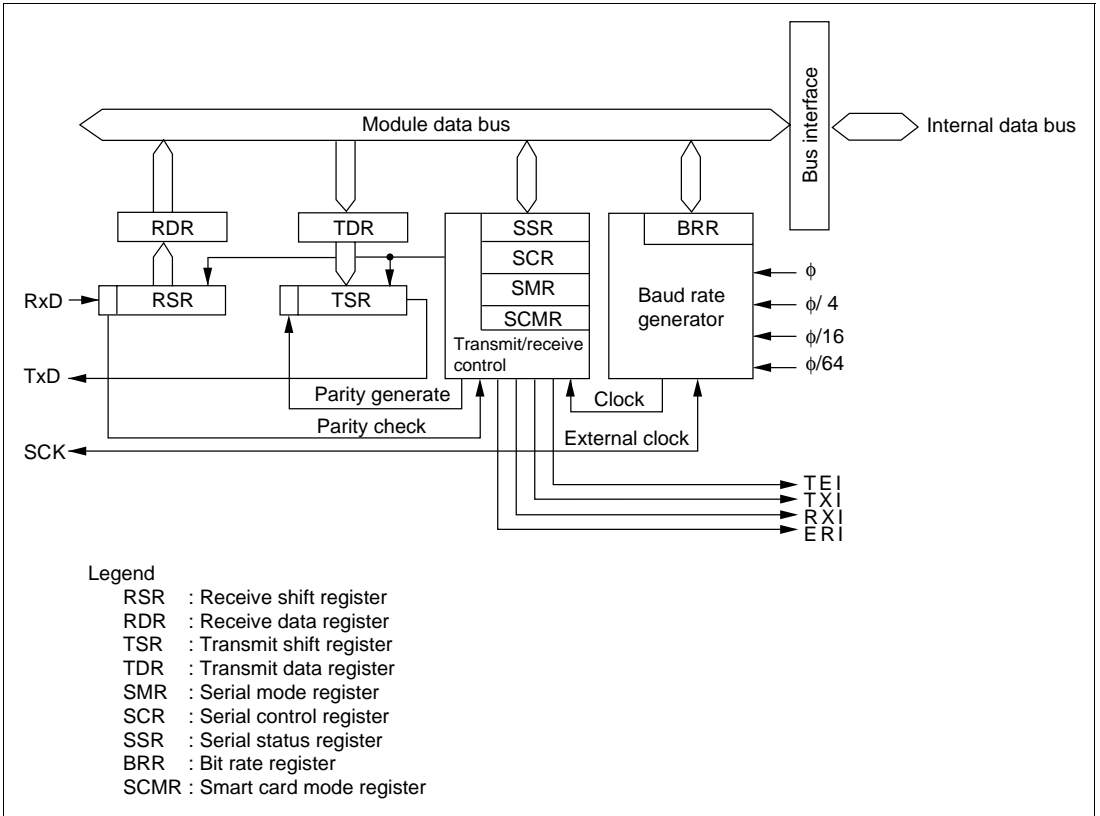 Module data bus
Bus interface
Internal data bus
RDR
TDR
SSR
BRR
SCR
RxD
RSR
TSR
SMR
Baud rate
generator
ϕ
ϕ/ 4
ϕ/16
ϕ/64
SCMR
Transmit/receive
control
TxD
Parity generate
Clock
Parity check
External clock
SCK
TEI
TXI
RXI
ERI
Legend
RSR : Receive shift register
RDR : Receive data register
TSR : Transmit shift register
TDR : Transmit data register
SMR : Serial mode register
SCR : Serial control register
SSR : Serial status register
BRR : Bit rate register
SCMR : Smart card mode register